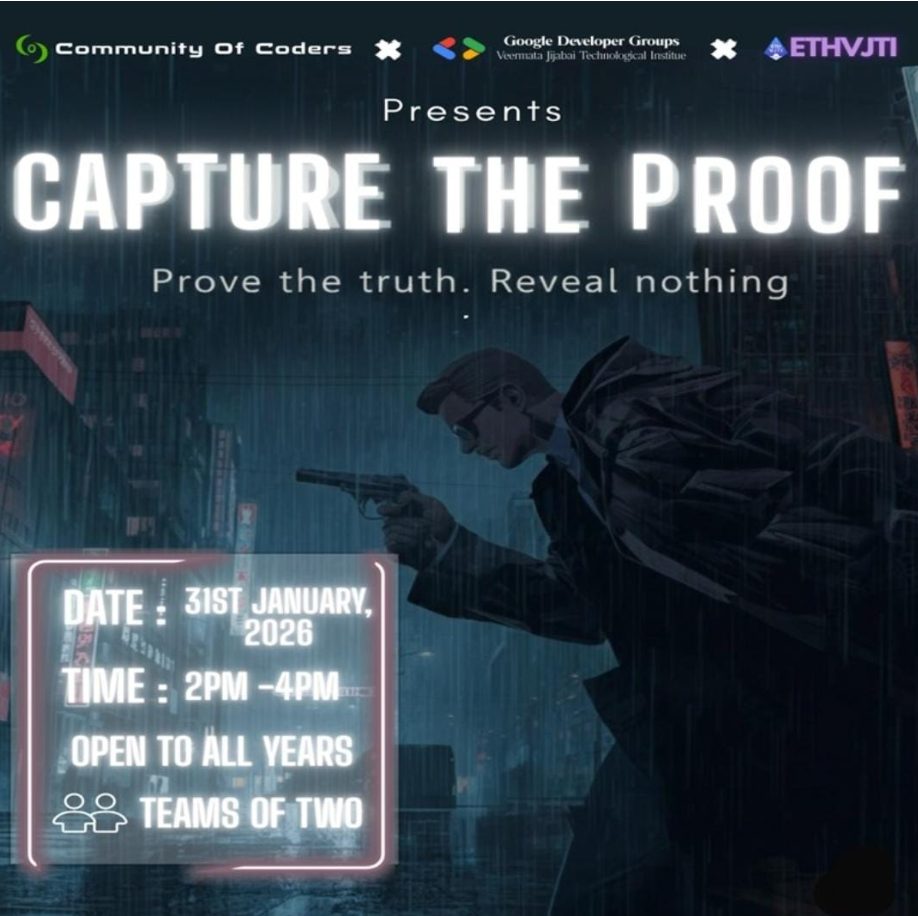 Community Of Coders
Google Developer Groups
Veermata Jijabai Technological Institue
ETHVJTI
Presents
CAPTURE THE PROOF
Prove the truth. Reveal nothing
.
DATE : 31ST JANUARY,
2026
TIME : 2PM -4PM
OPEN TO ALL YEARS
TEAMS OF TWO